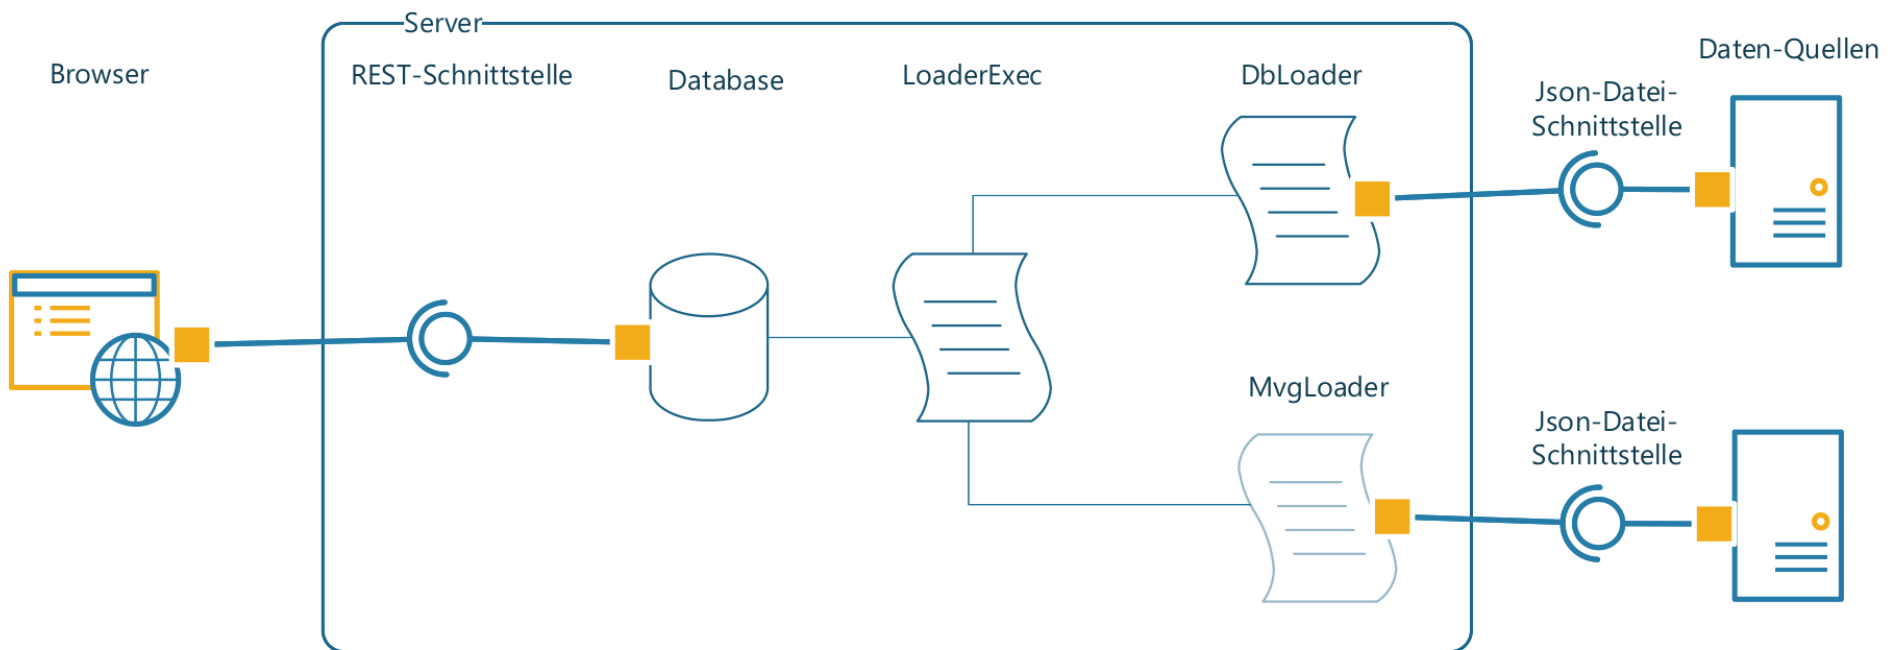 Server
Browser
REST-Schnittstelle
Database
LoaderExec
DbLoader
Json-Datei-
Schnittstelle
Daten-Quellen
MvgLoader
Json-Datei-
Schnittstelle